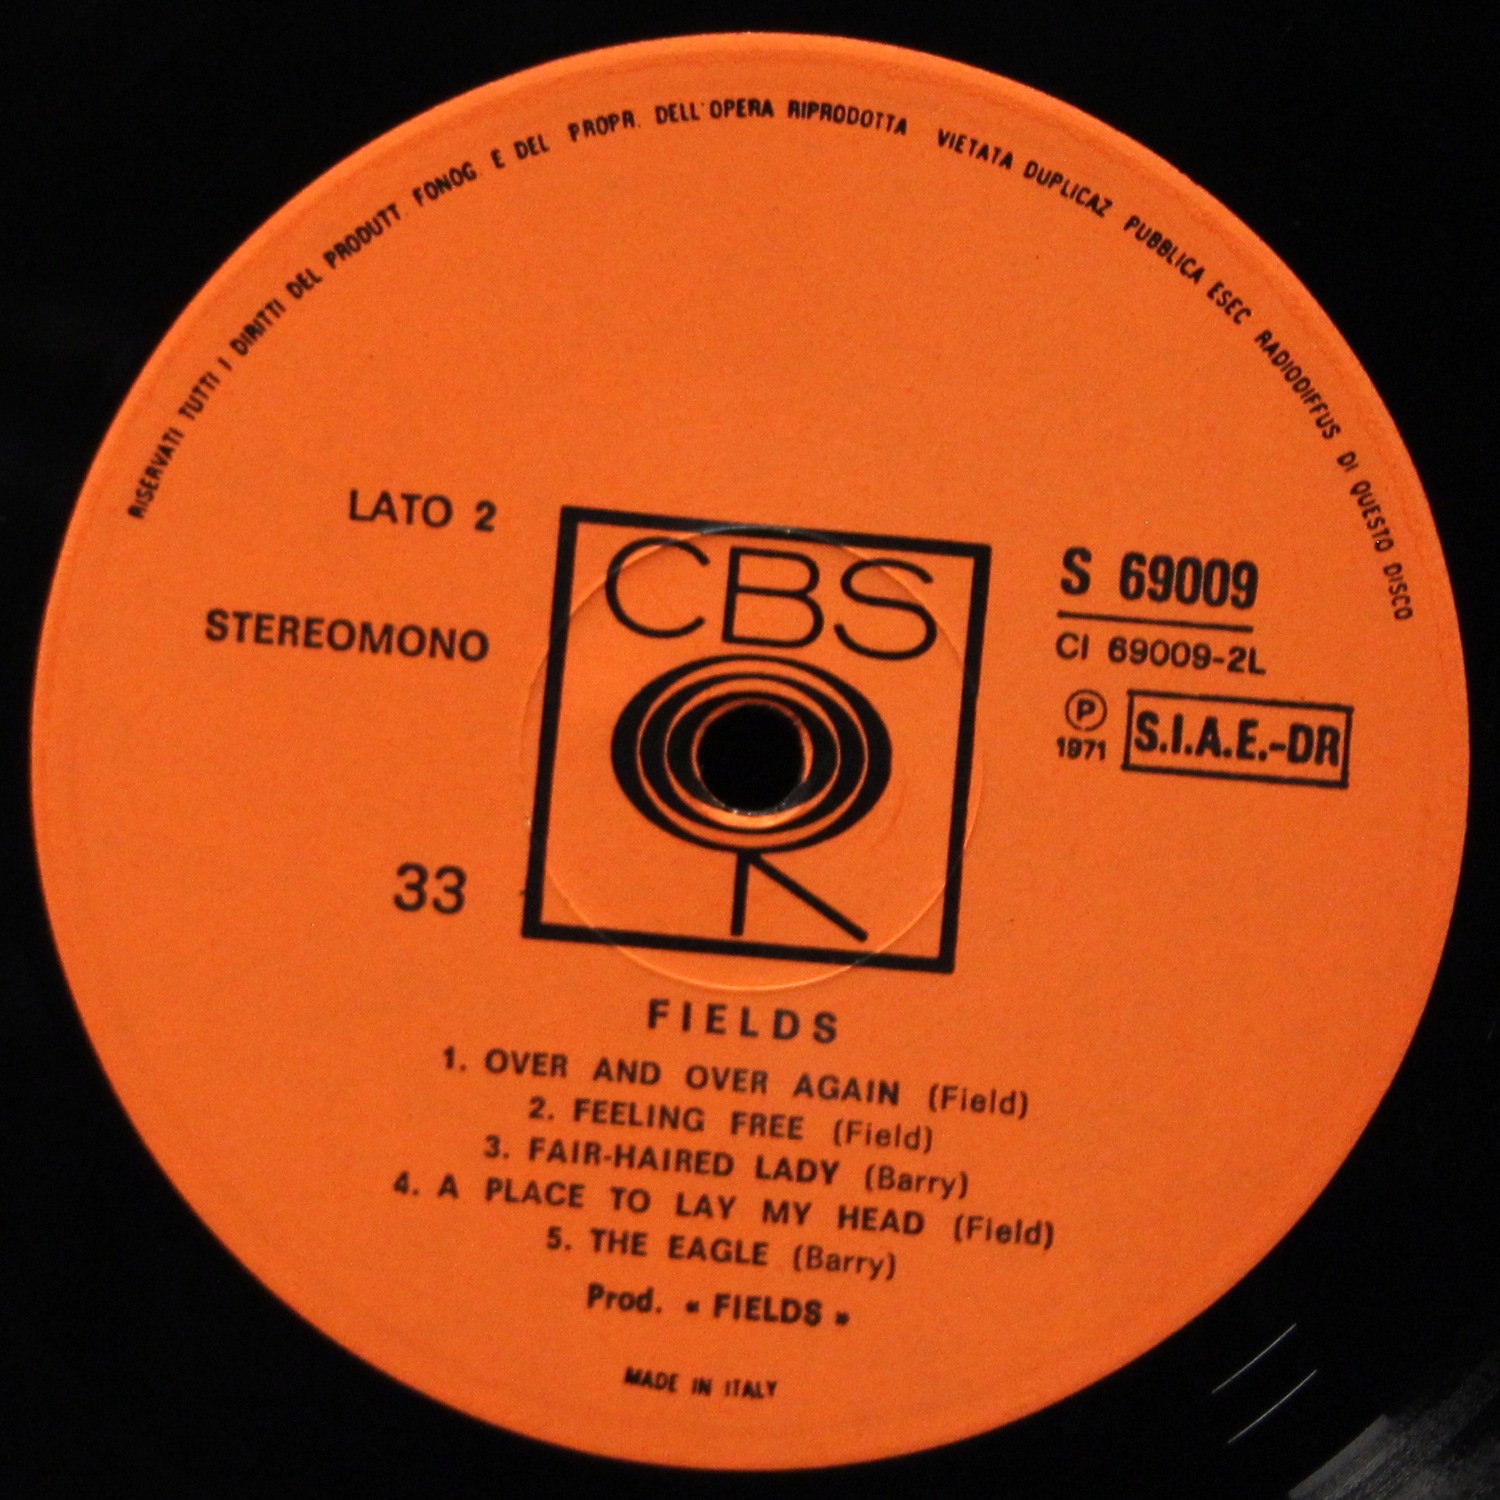 RISERVATI TUTTI I DIRITTI DEL PRODUTT. FONOG. E DEL PROPR. DELL'OPERA RIPRODOTTA VIETATA DUPLICAZ PUBBLICA ESEC RADIODIFFUS DI QUESTO DISCO
LATO 2
STEREOMONO
33
CBS
S 69009
CI 69009-2L
℗
1971
S.I.A.E.-DR
FIELDS
1. OVER AND OVER AGAIN (Field)
2. FEELING FREE (Field)
3. FAIR-HAIRED LADY (Barry)
4. A PLACE TO LAY MY HEAD (Field)
5. THE EAGLE (Barry)
Prod. « FIELDS »
MADE IN ITALY